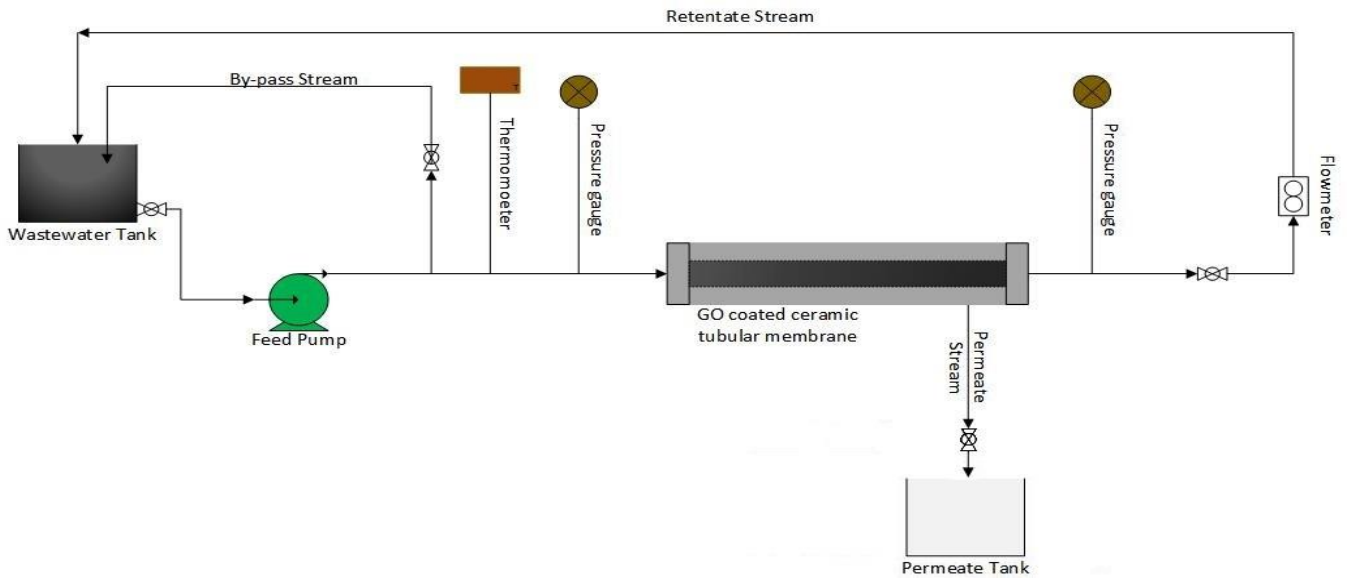 Retentate Stream
By-pass Stream
T
Thermomoeter
Pressure gauge
Pressure gauge
Flowmeter
Wastewater Tank
Feed Pump
GO coated ceramic
tubular membrane
Permeate
Stream
Permeate Tank